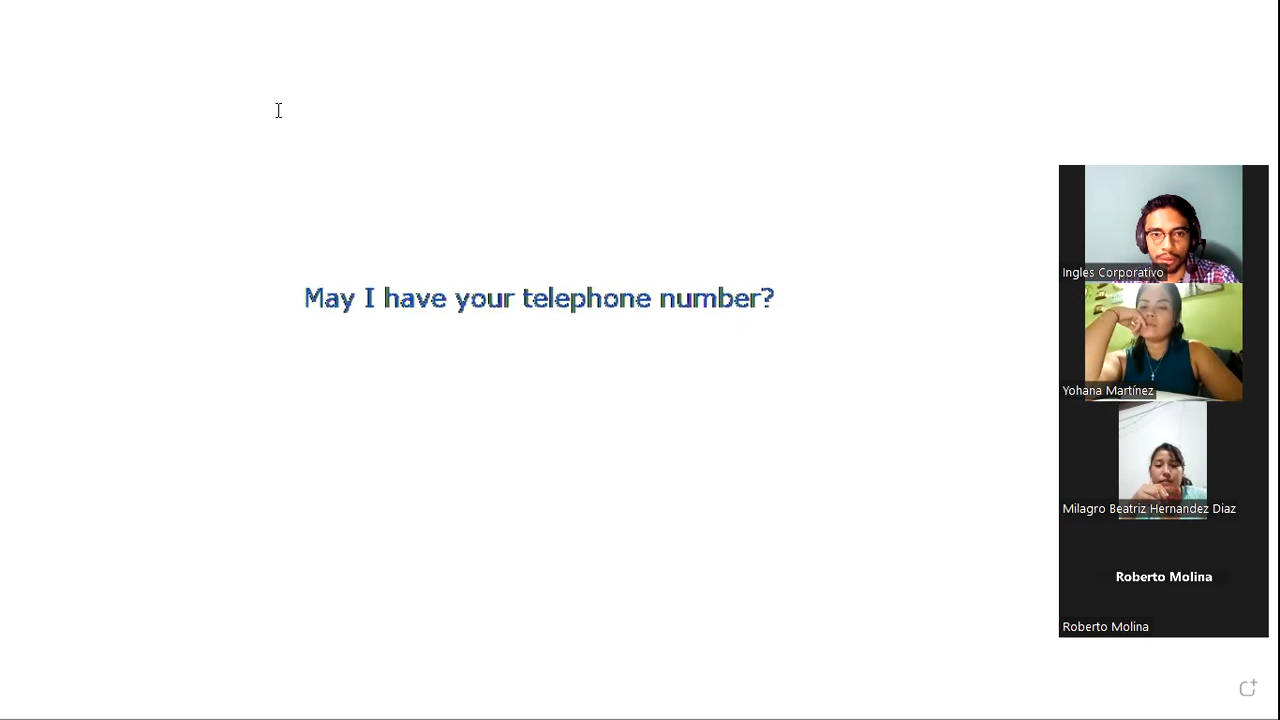 May I have your telephone number?
Ingles Corporativo
Yohana Martínez
Milagro Beatriz Hernandez Diaz
Roberto Molina
Roberto Molina